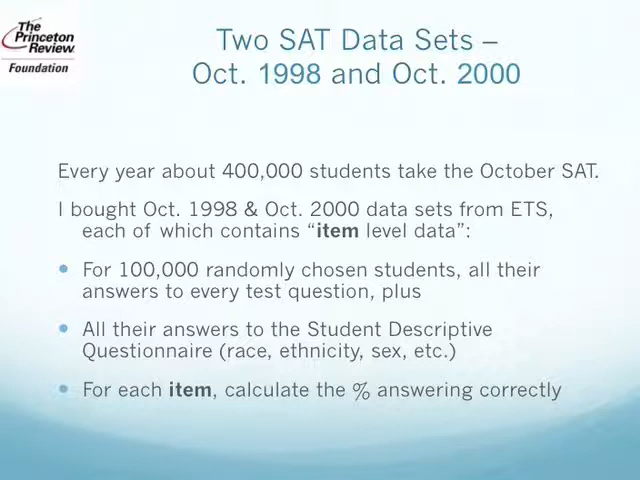 The
Princeton
Review
Foundation
Two SAT Data Sets –
Oct. 1998 and Oct. 2000
Every year about 400,000 students take the October SAT.
I bought Oct. 1998 & Oct. 2000 data sets from ETS,
each of which contains “item level data”:
• For 100,000 randomly chosen students, all their
answers to every test question, plus
• All their answers to the Student Descriptive
Questionnaire (race, ethnicity, sex, etc.)
• For each item, calculate the % answering correctly